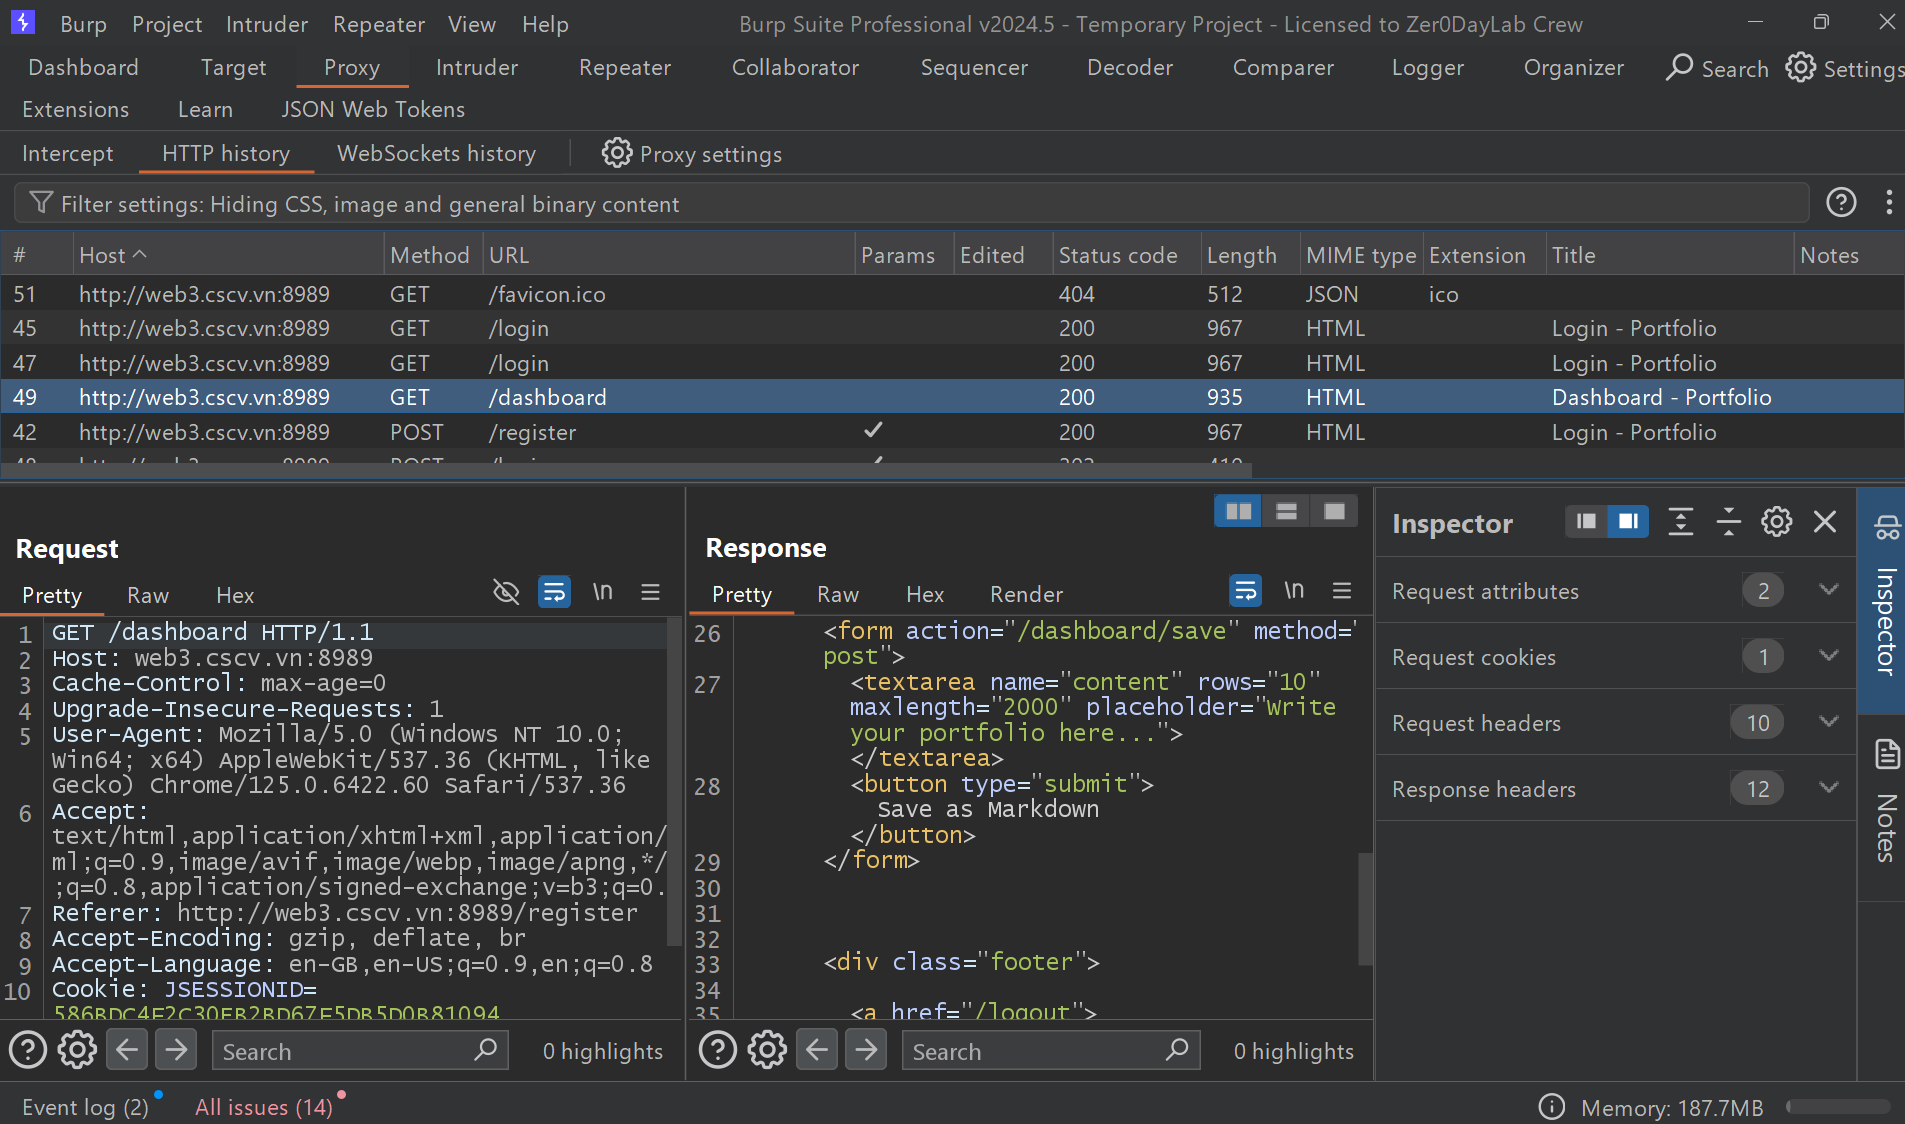 Burp Project Intruder Repeater View Help Burp Suite Professional v2024.5 - Temporary Project - Licensed to Zer0DayLab Crew
Dashboard Target Proxy Intruder Repeater Collaborator Sequencer Decoder Comparer Logger Organizer Search Settings
Extensions Learn JSON Web Tokens
Intercept HTTP history WebSockets history Proxy settings
Filter settings: Hiding CSS, image and general binary content
# Host Method URL Params Edited Status code Length MIME type Extension Title Notes
51 http://web3.cscv.vn:8989 GET /favicon.ico 404 512 JSON ico
45 http://web3.cscv.vn:8989 GET /login 200 967 HTML Login - Portfolio
47 http://web3.cscv.vn:8989 GET /login 200 967 HTML Login - Portfolio
49 http://web3.cscv.vn:8989 GET /dashboard 200 935 HTML Dashboard - Portfolio
42 http://web3.cscv.vn:8989 POST /register ✓ 200 967 HTML Login - Portfolio
Request
Pretty Raw Hex
\n
1 GET /dashboard HTTP/1.1
2 Host: web3.cscv.vn:8989
3 Cache-Control: max-age=0
4 Upgrade-Insecure-Requests: 1
5 User-Agent: Mozilla/5.0 (Windows NT 10.0;
Win64; x64) AppleWebKit/537.36 (KHTML, like
Gecko) Chrome/125.0.6422.60 Safari/537.36
6 Accept:
text/html,application/xhtml+xml,application/
ml;q=0.9,image/avif,image/webp,image/apng,*/
;q=0.8,application/signed-exchange;v=b3;q=0.
7 Referer: http://web3.cscv.vn:8989/register
8 Accept-Encoding: gzip, deflate, br
9 Accept-Language: en-GB,en-US;q=0.9,en;q=0.8
10 Cookie: JSESSIONID=
Search 0 highlights
Response
Pretty Raw Hex Render
\n
26 <form action="/dashboard/save" method="
post">
27 <textarea name="content" rows="10"
maxlength="2000" placeholder="Write
your portfolio here...">
</textarea>
28 <button type="submit">
Save as Markdown
</button>
29 </form>
30
31
32
33 <div class="footer">
34
35 <a href="/logout">
Search 0 highlights
Inspector
Request attributes 2
Request cookies 1
Request headers 10
Response headers 12
Inspector
Notes
Event log (2) All issues (14) Memory: 187.7MB